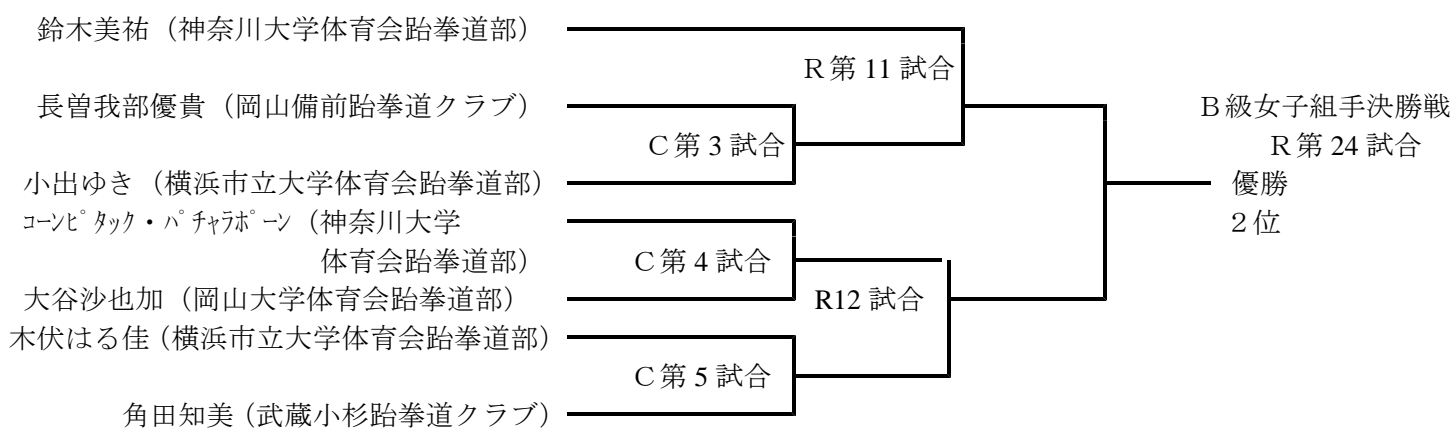 鈴木美祐（神奈川大学体育会跆拳道部）
Ｒ第 11 試合
長曽我部優貴（岡山備前跆拳道クラブ）
Ｂ級女子組手決勝戦
Ｃ第 3 試合
Ｒ第 24 試合
小出ゆき（横浜市立大学体育会跆拳道部）
優勝
ｺｰﾝﾋﾟﾀｯｸ・ﾊﾟﾁｬﾗﾎﾟｰﾝ（神奈川大学
２位
体育会跆拳道部）
Ｃ第 4 試合
大谷沙也加（岡山大学体育会跆拳道部）
R12 試合
木伏はる佳（横浜市立大学体育会跆拳道部）
Ｃ第 5 試合
角田知美（武蔵小杉跆拳道クラブ）